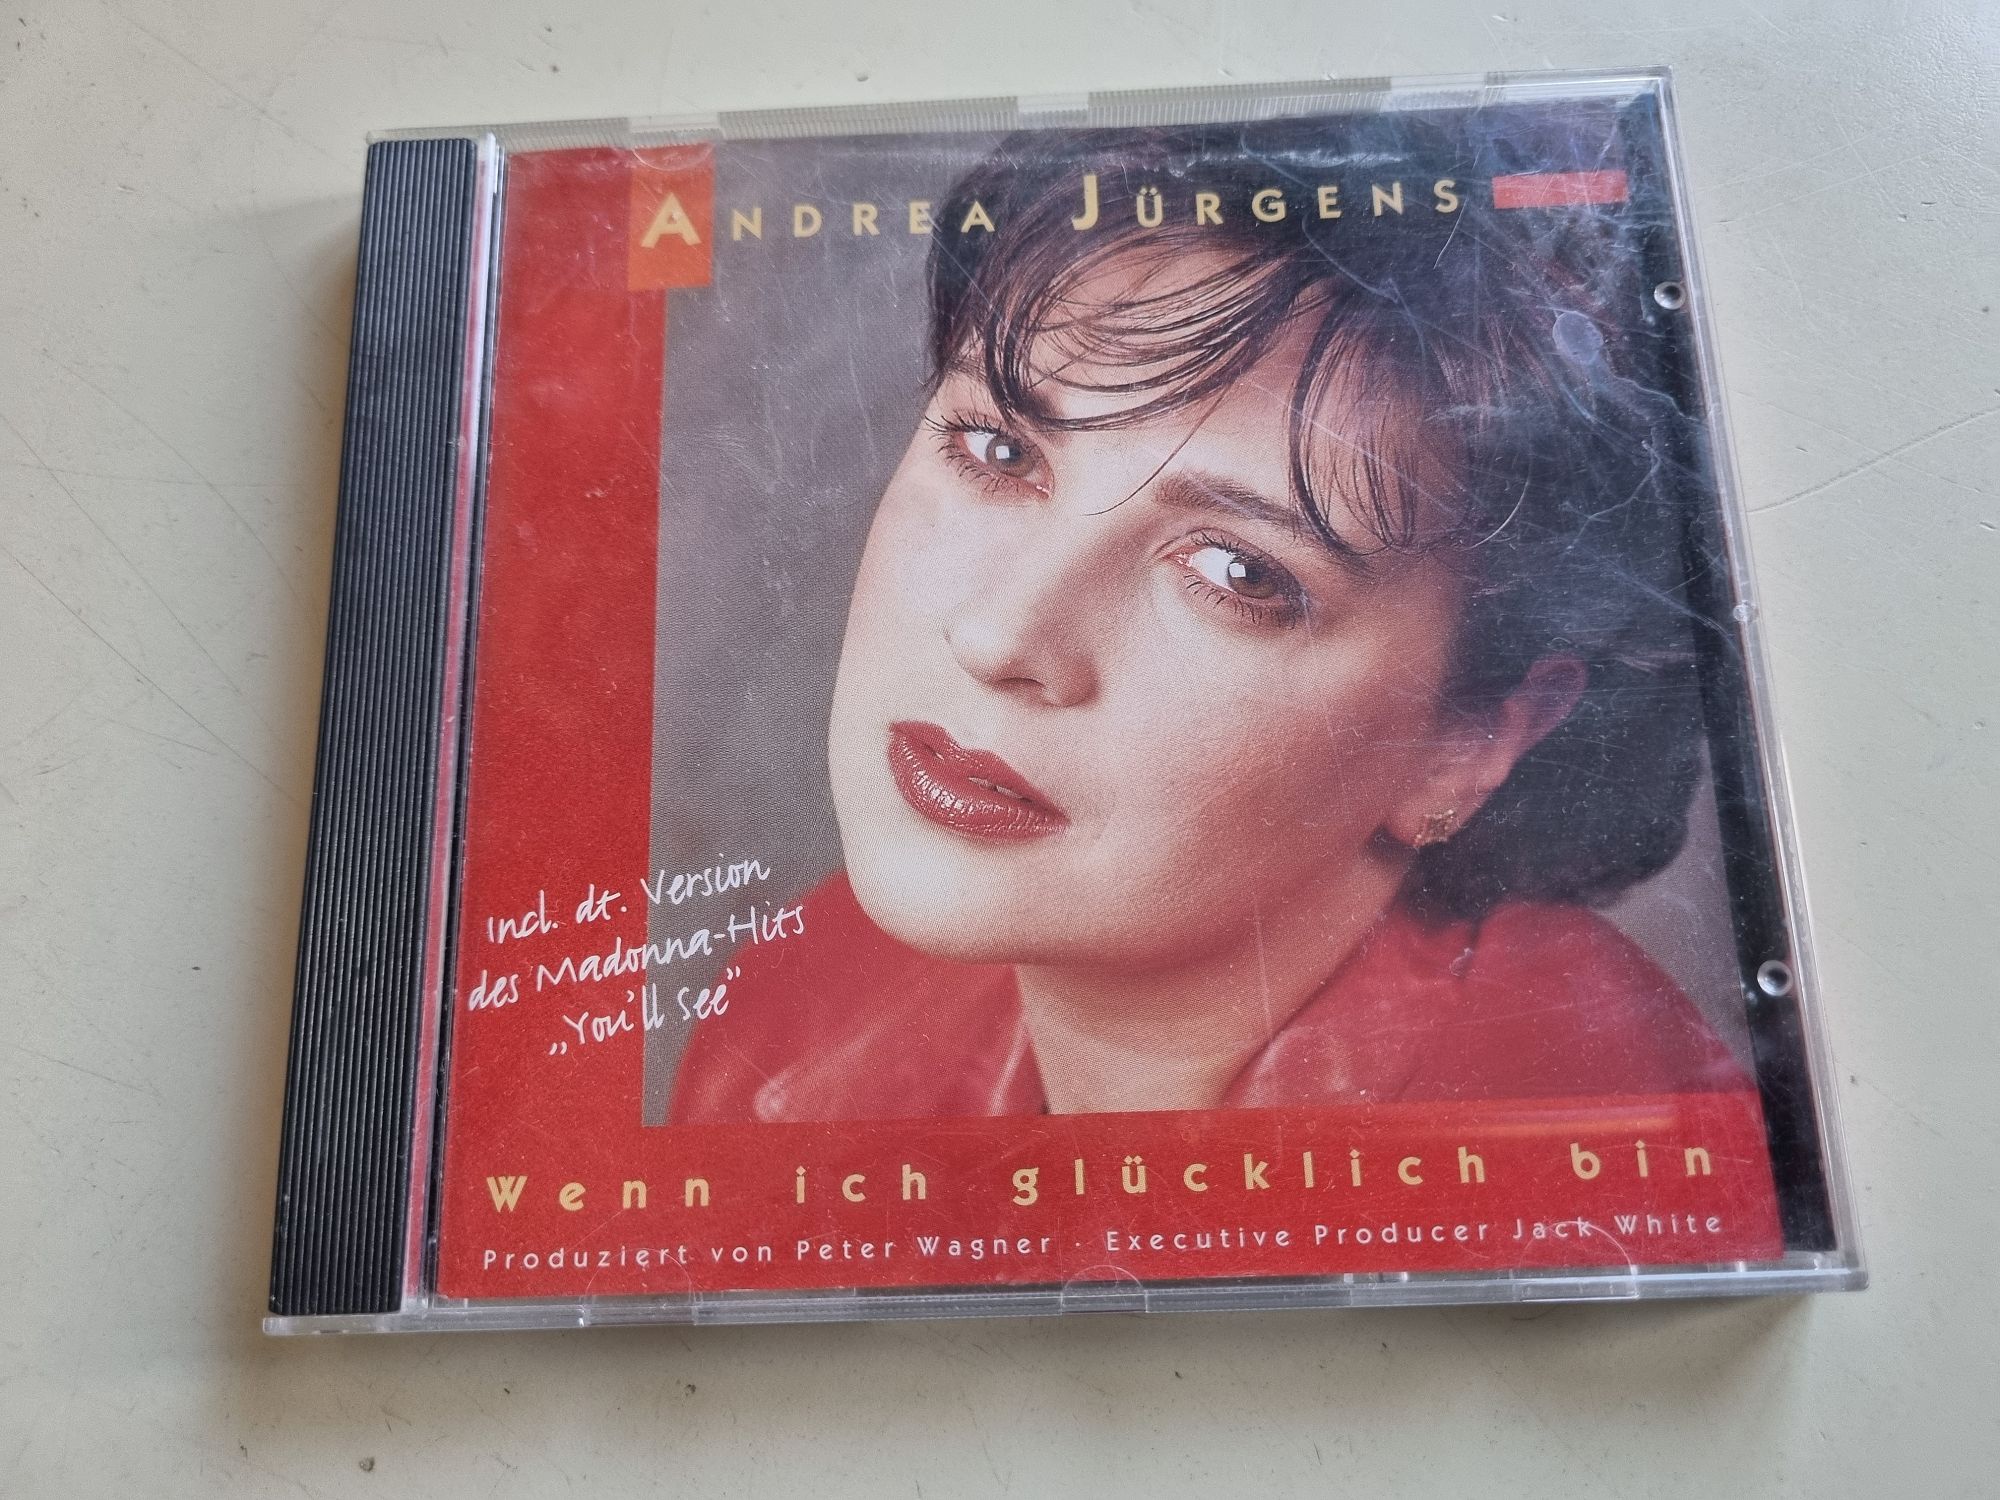 ANDREA JÜRGENS
Incl. dt. Version
des Madonna-Hits
„You'll See"
Wenn ich glücklich bin
Produziert von Peter Wagner · Executive Producer Jack White